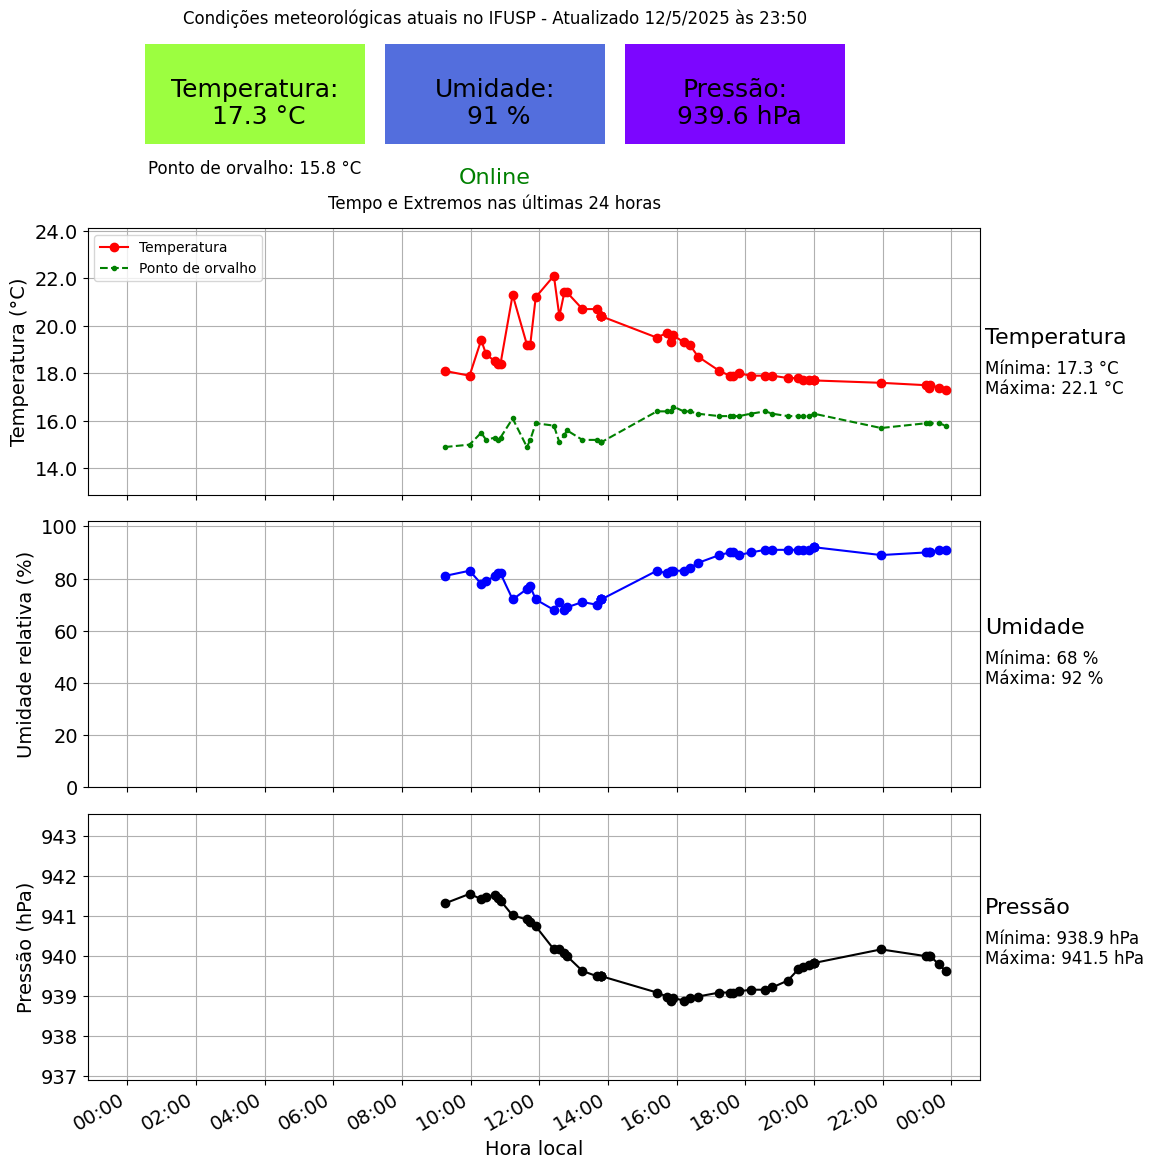 Condições meteorológicas atuais no IFUSP - Atualizado 12/5/2025 às 23:50
Temperatura:
17.3 °C
Umidade:
91 %
Pressão:
939.6 hPa
Ponto de orvalho: 15.8 °C
Online
Tempo e Extremos nas últimas 24 horas
Temperatura (°C)
24.0
22.0
20.0
18.0
16.0
14.0
Temperatura
Ponto de orvalho
Temperatura
Mínima: 17.3 °C
Máxima: 22.1 °C
Umidade relativa (%)
100
80
60
40
20
0
Umidade
Mínima: 68 %
Máxima: 92 %
Pressão (hPa)
943
942
941
940
939
938
937
Pressão
Mínima: 938.9 hPa
Máxima: 941.5 hPa
00:00 02:00 04:00 06:00 08:00 10:00 12:00 14:00 16:00 18:00 20:00 22:00 00:00
Hora local